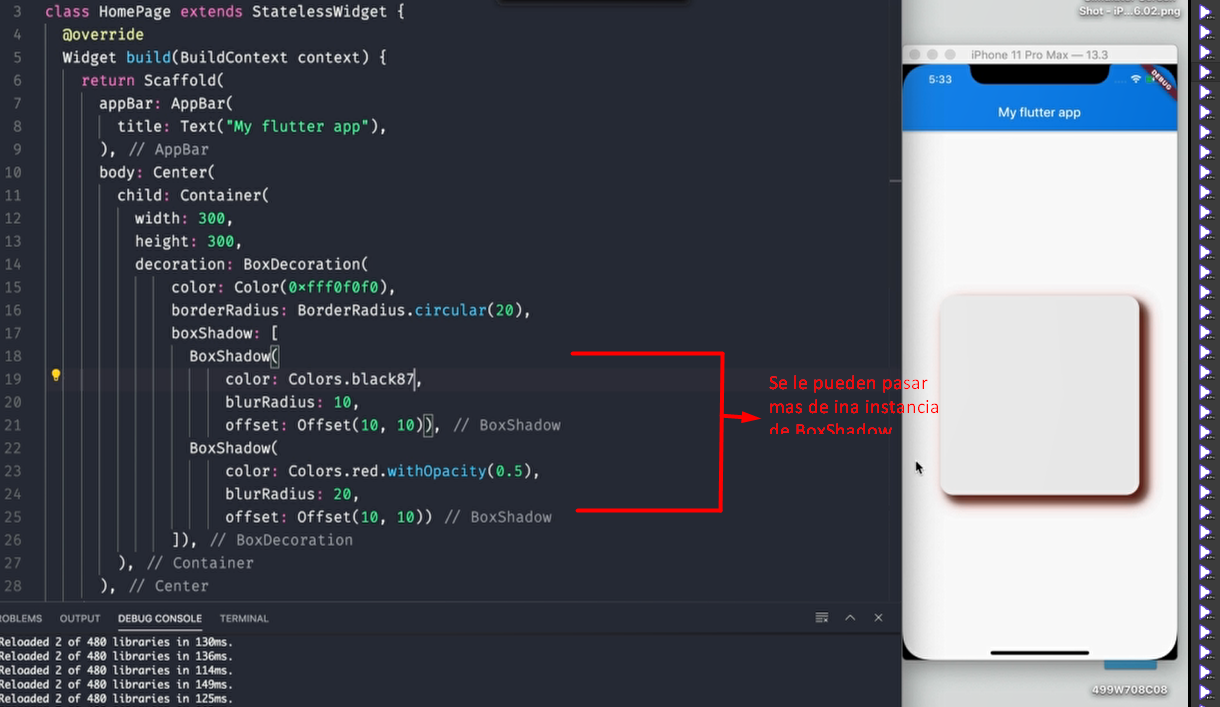 3 class HomePage extends StatelessWidget {
4 @override
5 Widget build(BuildContext context) {
6 return Scaffold(
7 appBar: AppBar(
8 title: Text("My flutter app"),
9 ), // AppBar
10 body: Center(
11 child: Container(
12 width: 300,
13 height: 300,
14 decoration: BoxDecoration(
15 color: Color(0xfff0f0f0),
16 borderRadius: BorderRadius.circular(20),
17 boxShadow: [
18 BoxShadow(
19 color: Colors.black87,
20 blurRadius: 10,
21 offset: Offset(10, 10)), // BoxShadow
22 BoxShadow(
23 color: Colors.red.withOpacity(0.5),
24 blurRadius: 20,
25 offset: Offset(10, 10)) // BoxShadow
26 ]), // BoxDecoration
27 ), // Container
28 ), // Center
Se le pueden pasar
mas de ina instancia
de BoxShadow
ROBLEMS OUTPUT DEBUG CONSOLE TERMINAL
Reloaded 2 of 480 libraries in 130ms.
Reloaded 2 of 480 libraries in 136ms.
Reloaded 2 of 480 libraries in 114ms.
Reloaded 2 of 480 libraries in 149ms.
Reloaded 2 of 480 libraries in 125ms.
Shot - iP...6.02.png
iPhone 11 Pro Max — 13.3
5:33
DEBUG
My flutter app
499W708C08